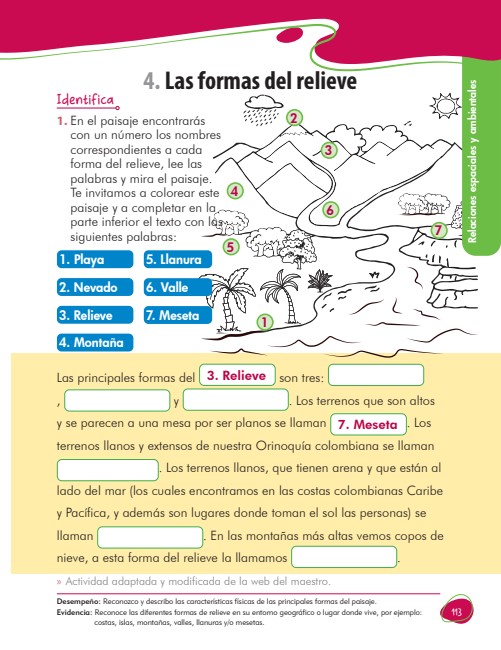 4. Las formas del relieve
Identifica
1. En el paisaje encontrarás
con un número los nombres
correspondientes a cada
forma del relieve, lee las
palabras y mira el paisaje.
Te invitamos a colorear este
paisaje y a completar en la
parte inferior el texto con las
siguientes palabras:
1. Playa
5. Llanura
2. Nevado
6. Valle
3. Relieve
7. Meseta
4. Montaña
2
3
4
6
7
5
1
Relaciones espaciales y ambientales
Las principales formas del 3. Relieve son tres:
, y . Los terrenos que son altos
y se parecen a una mesa por ser planos se llaman 7. Meseta . Los
terrenos llanos y extensos de nuestra Orinoquía colombiana se llaman
. Los terrenos llanos, que tienen arena y que están al
lado del mar (los cuales encontramos en las costas colombianas Caribe
y Pacífica, y además son lugares donde toman el sol las personas) se
llaman . En las montañas más altas vemos copos de
nieve, a esta forma del relieve la llamamos .
» Actividad adaptada y modificada de la web del maestro.
Desempeño: Reconozco y describo las características físicas de las principales formas del paisaje.
Evidencia: Reconoce las diferentes formas de relieve en su entorno geográfico o lugar donde vive, por ejemplo:
costas, islas, montañas, valles, llanuras y/o mesetas.
113